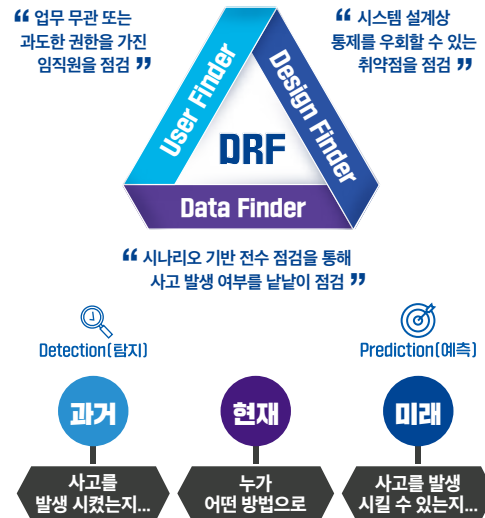 “ 업무 무관 또는
과도한 권한을 가진
임직원을 점검 ”
“ 시스템 설계상
통제를 우회할 수 있는
취약점을 점검 ”
User Finder
Design Finder
DRF
Data Finder
“ 시나리오 기반 전수 점검을 통해
사고 발생 여부를 낱낱이 점검 ”
Detection(탐지)
Prediction(예측)
과거
현재
미래
사고를
발생 시켰는지...
누가
어떤 방법으로
사고를 발생
시킬 수 있는지...